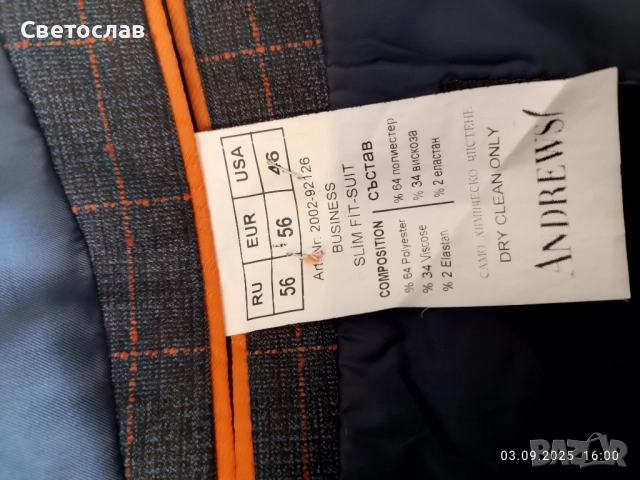 Светослав
RU EUR USA
56 56 46
Art.Nr. 2002-92126
BUSINESS
SLIM FIT-SUIT
COMPOSITION СЪСТАВ
% 64 Polyester % 64 полиестер
% 34 Viscose % 34 вискоза
% 2 Elastan % 2 еластан
САМО ХИМИЧЕСКО ЧИСТЕНЕ
DRY CLEAN ONLY
ANDREWS/
BAZAR
03.09.2025 16:00